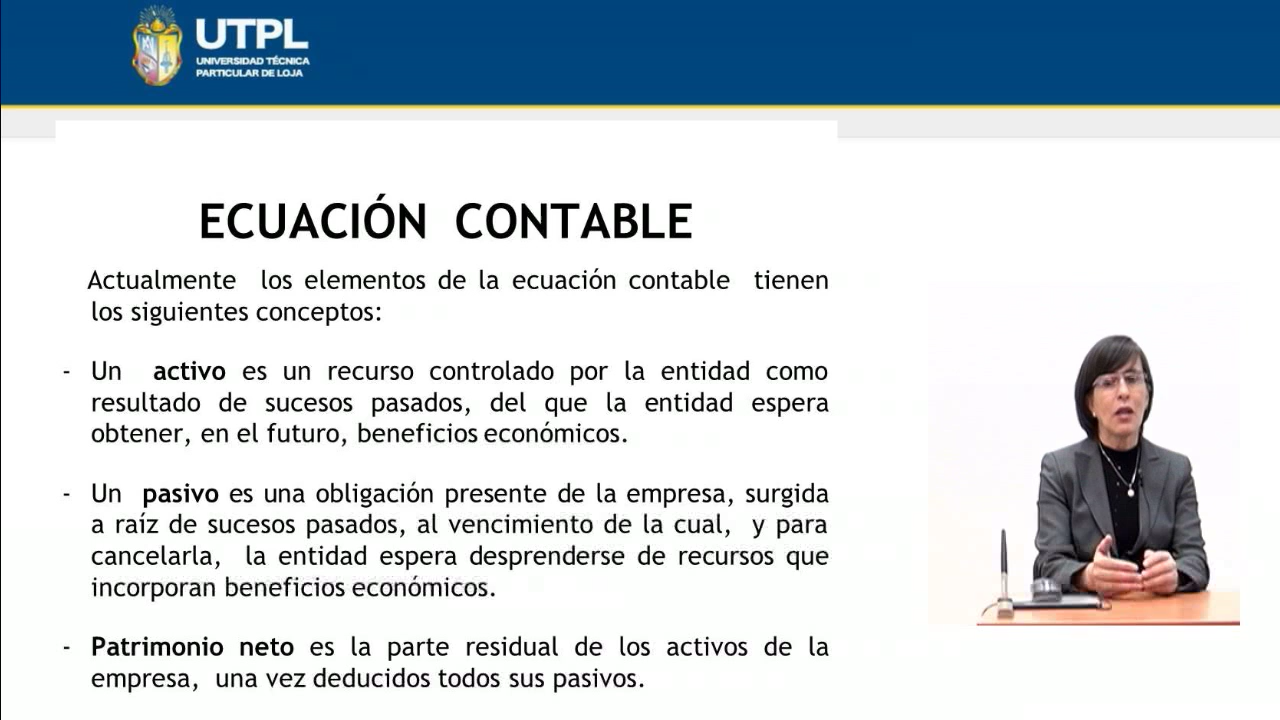 UTPL
UNIVERSIDAD TÉCNICA
PARTICULAR DE LOJA
ECUACIÓN CONTABLE
Actualmente los elementos de la ecuación contable tienen
los siguientes conceptos:
- Un activo es un recurso controlado por la entidad como
resultado de sucesos pasados, del que la entidad espera
obtener, en el futuro, beneficios económicos.
- Un pasivo es una obligación presente de la empresa, surgida
a raíz de sucesos pasados, al vencimiento de la cual, y para
cancelarla, la entidad espera desprenderse de recursos que
incorporan beneficios económicos.
- Patrimonio neto es la parte residual de los activos de la
empresa, una vez deducidos todos sus pasivos.